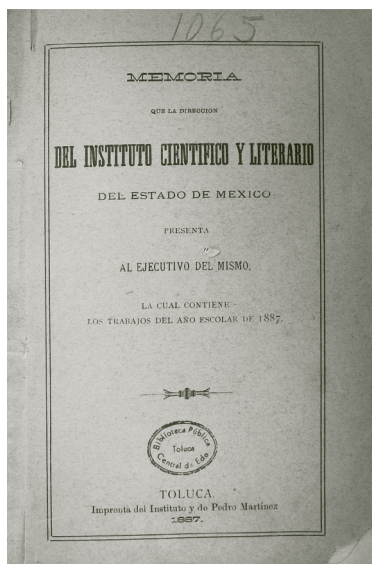 1065
MEMORIA
QUE LA DIRECCION
DEL INSTITUTO CIENTIFICO Y LITERARIO
DEL ESTADO DE MEXICO
PRESENTA
AL EJECUTIVO DEL MISMO,
LA CUAL CONTIENE
LOS TRABAJOS DEL AÑO ESCOLAR DE 1887.
Biblioteca Pública
Toluca
Central de Edo
TOLUCA.
Imprenta del Instituto y de Pedro Martinez
1887.